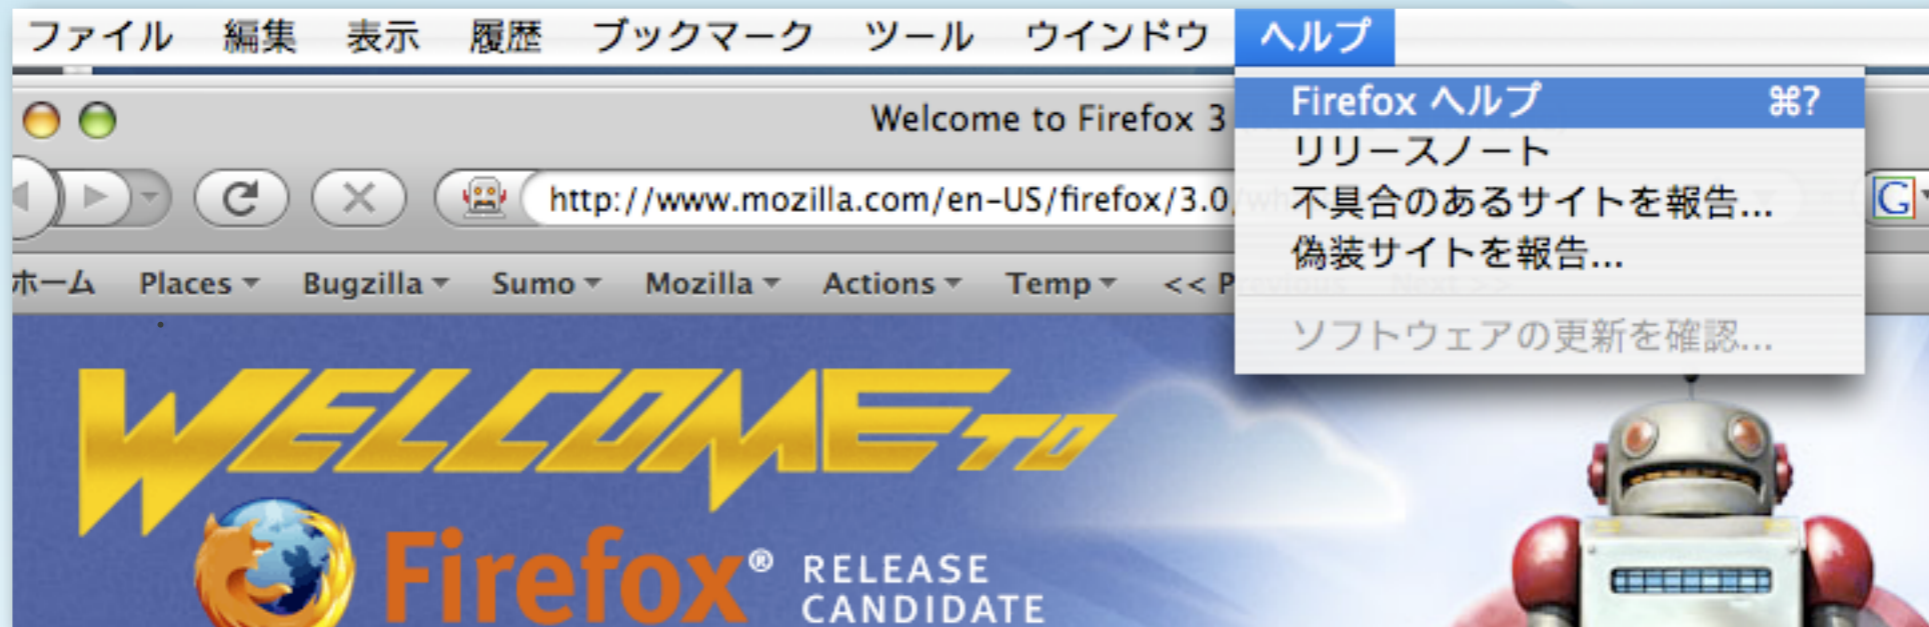 ファイル 編集 表示 履歴 ブックマーク ツール ウインドウ ヘルプ
Firefox ヘルプ ⌘?
リリースノート
不具合のあるサイトを報告...
偽装サイトを報告...
ソフトウェアの更新を確認...
Welcome to Firefox 3
http://www.mozilla.com/en-US/firefox/3.0
G
ホーム Places Bugzilla Sumo Mozilla Actions Temp << Previous Next >>
WELCOME TO
Firefox® RELEASE
CANDIDATE